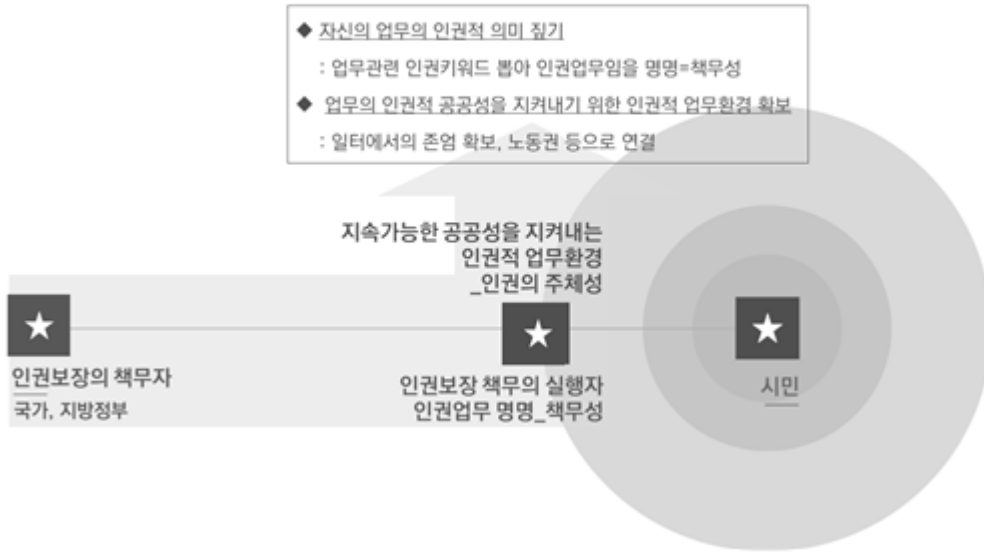 ◆ 자신의 업무의 인권적 의미 짚기
: 업무관련 인권키워드 뽑아 인권업무임을 명명=책무성
◆ 업무의 인권적 공공성을 지켜내기 위한 인권적 업무환경 확보
: 일터에서의 존엄 확보, 노동권 등으로 연결
지속가능한 공공성을 지켜내는
인권적 업무환경
_인권의 주체성
인권보장의 책무자
국가, 지방정부
인권보장 책무의 실행자
인권업무 명명_책무성
시민